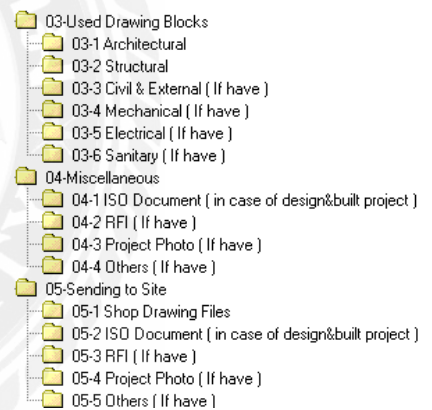 03-Used Drawing Blocks
03-1 Architectural
03-2 Structural
03-3 Civil & External ( If have )
03-4 Mechanical ( If have )
03-5 Electrical ( If have )
03-6 Sanitary ( If have )
04-Miscellaneous
04-1 ISO Document ( in case of design&built project )
04-2 RFI ( If have )
04-3 Project Photo ( If have )
04-4 Others ( If have )
05-Sending to Site
05-1 Shop Drawing Files
05-2 ISO Document ( in case of design&built project )
05-3 RFI ( If have )
05-4 Project Photo ( If have )
05-5 Others ( If have )